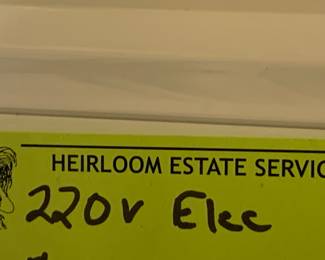 HEIRLOOM ESTATE SERVIC
220v Elec